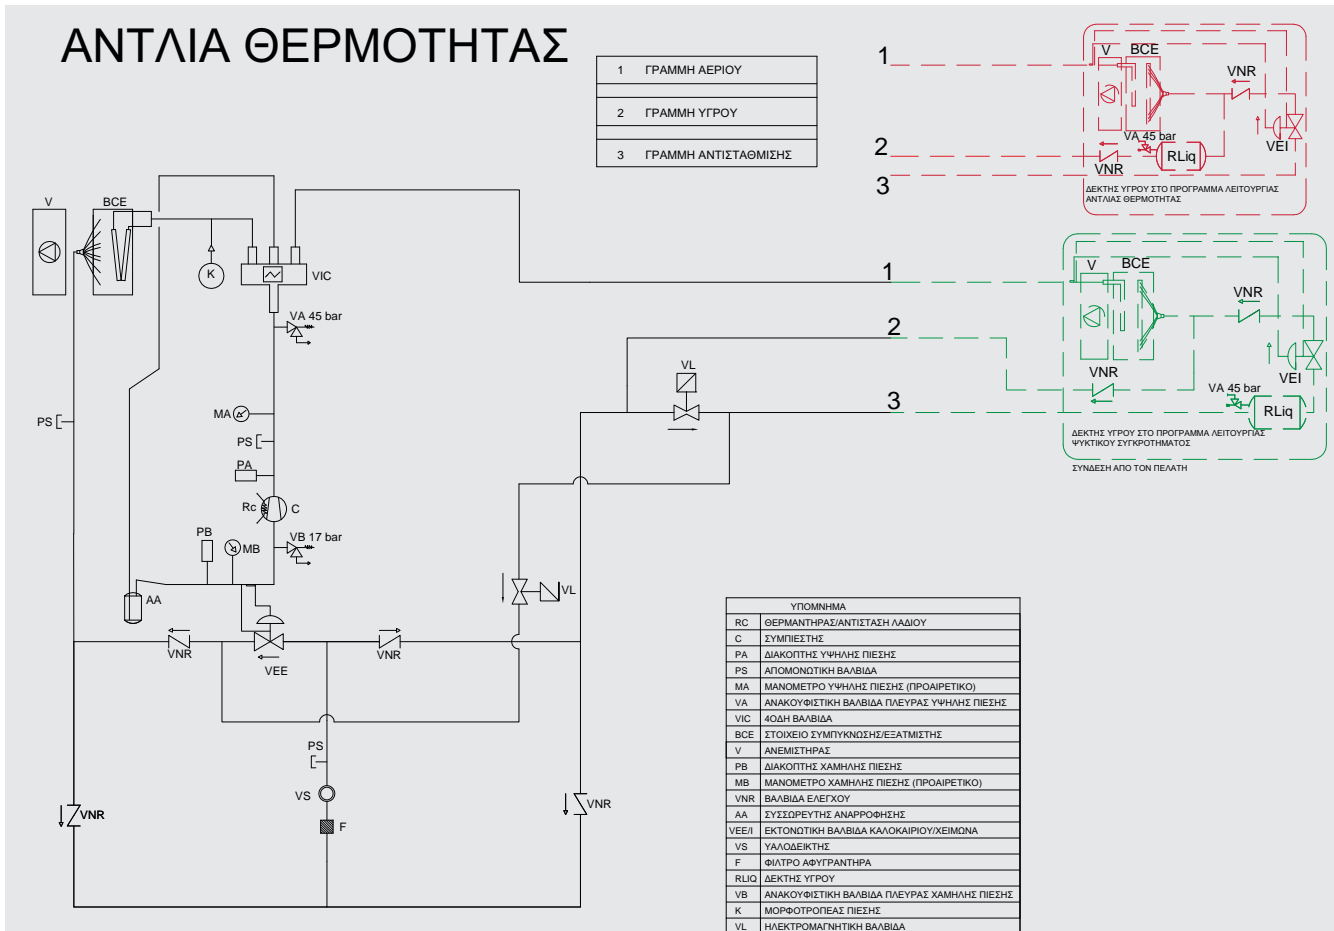 ΑΝΤΛΙΑ ΘΕΡΜΟΤΗΤΑΣ
1 ΓΡΑΜΜΗ ΑΕΡΙΟΥ
2 ΓΡΑΜΜΗ ΥΓΡΟΥ
3 ΓΡΑΜΜΗ ΑΝΤΙΣΤΑΘΜΙΣΗΣ
1
2
3
V
BCE
VNR
VA 45 bar
VEI
RLiq
VNR
ΔΕΚΤΗΣ ΥΓΡΟΥ ΣΤΟ ΠΡΟΓΡΑΜΜΑ ΛΕΙΤΟΥΡΓΙΑΣ
ΑΝΤΛΙΑΣ ΘΕΡΜΟΤΗΤΑΣ
1
2
3
V
BCE
VNR
VNR
VEI
VA 45 bar
RLiq
ΔΕΚΤΗΣ ΥΓΡΟΥ ΣΤΟ ΠΡΟΓΡΑΜΜΑ ΛΕΙΤΟΥΡΓΙΑΣ
ΨΥΚΤΙΚΟΥ ΣΥΓΚΡΟΤΗΜΑΤΟΣ
ΣΥΝΔΕΣΗ ΑΠΟ ΤΟΝ ΠΕΛΑΤΗ
V
BCE
K
VIC
VA 45 bar
VL
MA
PS
PS
PA
Rc
C
PB
MB
VB 17 bar
VL
AA
VNR
VEE
VNR
PS
VS
VNR
VNR
F
ΥΠΟΜΝΗΜΑ
RC ΘΕΡΜΑΝΤΗΡΑΣ/ΑΝΤΙΣΤΑΣΗ ΛΑΔΙΟΥ
C ΣΥΜΠΙΕΣΤΗΣ
PA ΔΙΑΚΟΠΤΗΣ ΥΨΗΛΗΣ ΠΙΕΣΗΣ
PS ΑΠΟΜΟΝΩΤΙΚΗ ΒΑΛΒΙΔΑ
MA ΜΑΝΟΜΕΤΡΟ ΥΨΗΛΗΣ ΠΙΕΣΗΣ (ΠΡΟΑΙΡΕΤΙΚΟ)
VA ΑΝΑΚΟΥΦΙΣΤΙΚΗ ΒΑΛΒΙΔΑ ΠΛΕΥΡΑΣ ΥΨΗΛΗΣ ΠΙΕΣΗΣ
VIC 4ΟΔΗ ΒΑΛΒΙΔΑ
BCE ΣΤΟΙΧΕΙΟ ΣΥΜΠΥΚΝΩΣΗΣ/ΕΞΑΤΜΙΣΤΗΣ
V ΑΝΕΜΙΣΤΗΡΑΣ
PB ΔΙΑΚΟΠΤΗΣ ΧΑΜΗΛΗΣ ΠΙΕΣΗΣ
MB ΜΑΝΟΜΕΤΡΟ ΧΑΜΗΛΗΣ ΠΙΕΣΗΣ (ΠΡΟΑΙΡΕΤΙΚΟ)
VNR ΒΑΛΒΙΔΑ ΕΛΕΓΧΟΥ
AA ΣΥΣΣΩΡΕΥΤΗΣ ΑΝΑΡΡΟΦΗΣΗΣ
VEE/I ΕΚΤΟΝΩΤΙΚΗ ΒΑΛΒΙΔΑ ΚΑΛΟΚΑΙΡΙΟΥ/ΧΕΙΜΩΝΑ
VS ΥΑΛΟΔΕΙΚΤΗΣ
F ΦΙΛΤΡΟ ΑΦΥΓΡΑΝΤΗΡΑ
RLIQ ΔΕΚΤΗΣ ΥΓΡΟΥ
VB ΑΝΑΚΟΥΦΙΣΤΙΚΗ ΒΑΛΒΙΔΑ ΠΛΕΥΡΑΣ ΧΑΜΗΛΗΣ ΠΙΕΣΗΣ
K ΜΟΡΦΟΤΡΟΠΕΑΣ ΠΙΕΣΗΣ
VL ΗΛΕΚΤΡΟΜΑΓΝΗΤΙΚΗ ΒΑΛΒΙΔΑ